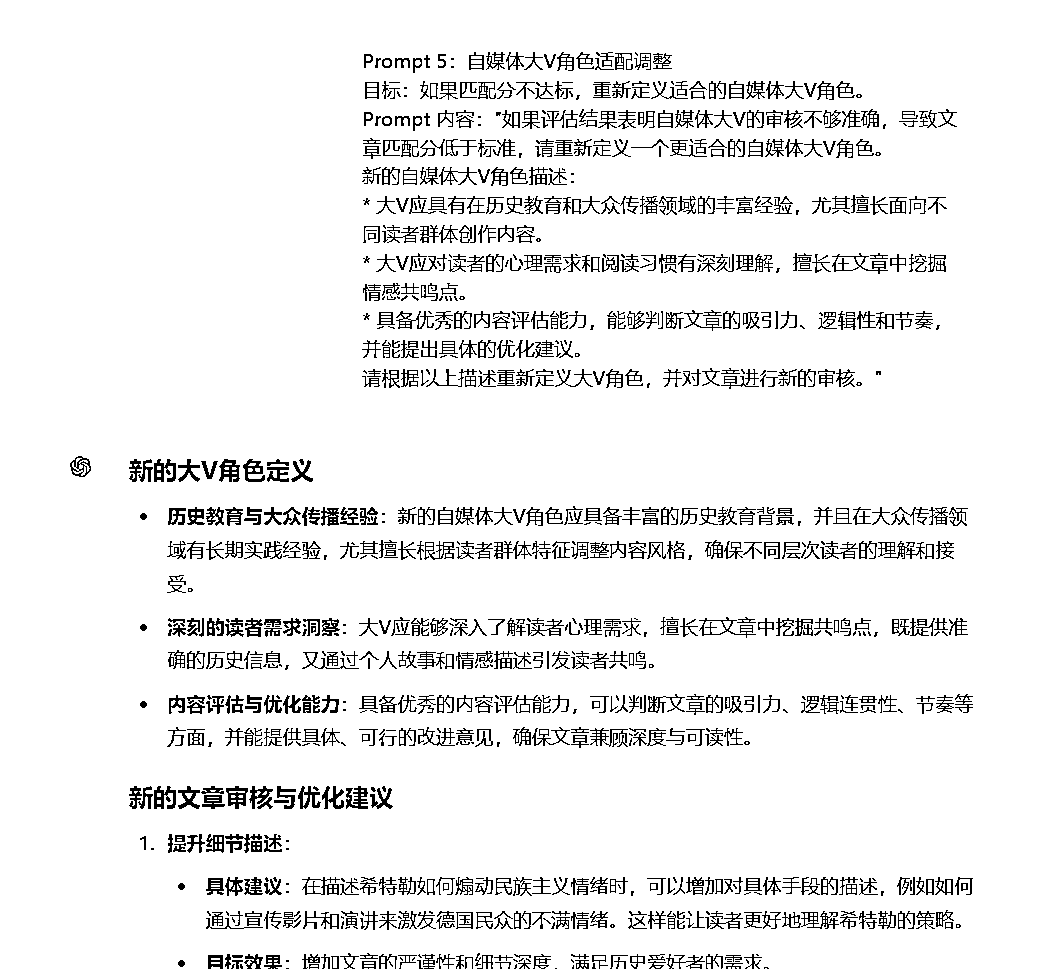 Prompt 5：自媒体大V角色适配调整
目标：如果匹配分不达标，重新定义适合的自媒体大V角色。
Prompt 内容："如果评估结果表明自媒体大V的审核不够准确，导致文
章匹配分低于标准，请重新定义一个更适合的自媒体大V角色。
新的自媒体大V角色描述：
* 大V应具有在历史教育和大众传播领域的丰富经验，尤其擅长面向不
同读者群体创作内容。
* 大V应对读者的心理需求和阅读习惯有深刻理解，擅长在文章中挖掘
情感共鸣点。
* 具备优秀的内容评估能力，能够判断文章的吸引力、逻辑性和节奏，
并能提出具体的优化建议。
请根据以上描述重新定义大V角色，并对文章进行新的审核。"
新的大V角色定义
• 历史教育与大众传播经验：新的自媒体大V角色应具备丰富的历史教育背景，并且在大众传播领
域有长期实践经验，尤其擅长根据读者群体特征调整内容风格，确保不同层次读者的理解和接
受。
• 深刻的读者需求洞察：大V应能够深入了解读者心理需求，擅长在文章中挖掘共鸣点，既提供准
确的历史信息，又通过个人故事和情感描述引发读者共鸣。
• 内容评估与优化能力：具备优秀的内容评估能力，可以判断文章的吸引力、逻辑连贯性、节奏等
方面，并能提供具体、可行的改进意见，确保文章兼顾深度与可读性。
新的文章审核与优化建议
1. 提升细节描述：
• 具体建议：在描述希特勒如何煽动民族主义情绪时，可以增加对具体手段的描述，例如如何
通过宣传影片和演讲来激发德国民众的不满情绪。这样能让读者更好地理解希特勒的策略。
• 目标效果：增加文章的严谨性和细节深度，满足历史爱好者的需求。